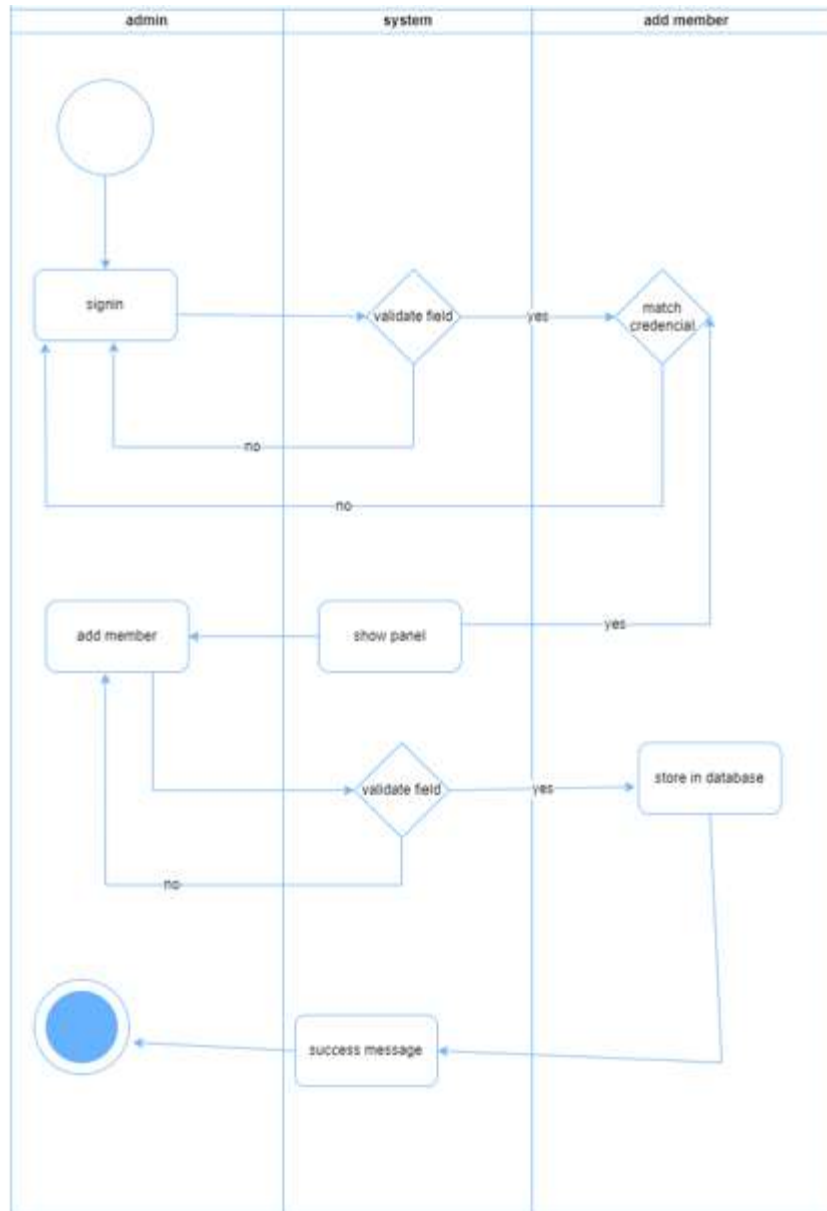 admin
system
add member
signin
validate field
yes
match
credencial
no
no
add member
show panel
yes
validate field
yes
store in database
no
success message